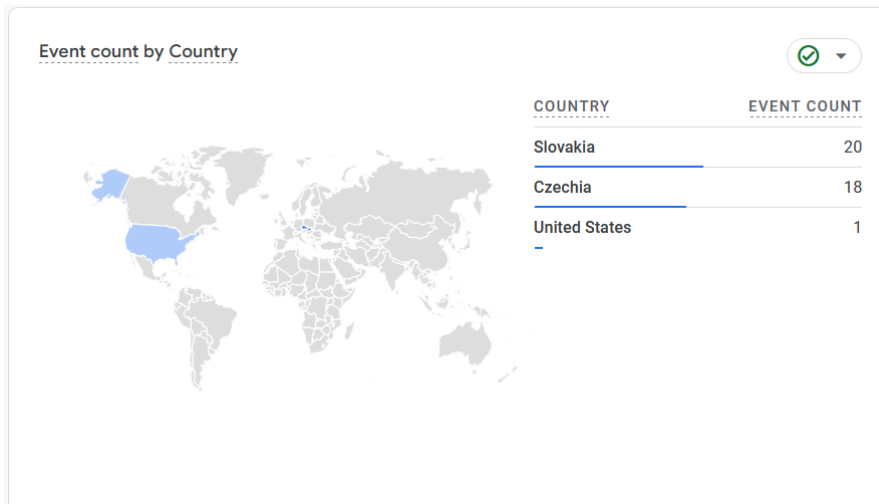 Event count by Country
COUNTRY EVENT COUNT
Slovakia 20
Czechia 18
United States 1